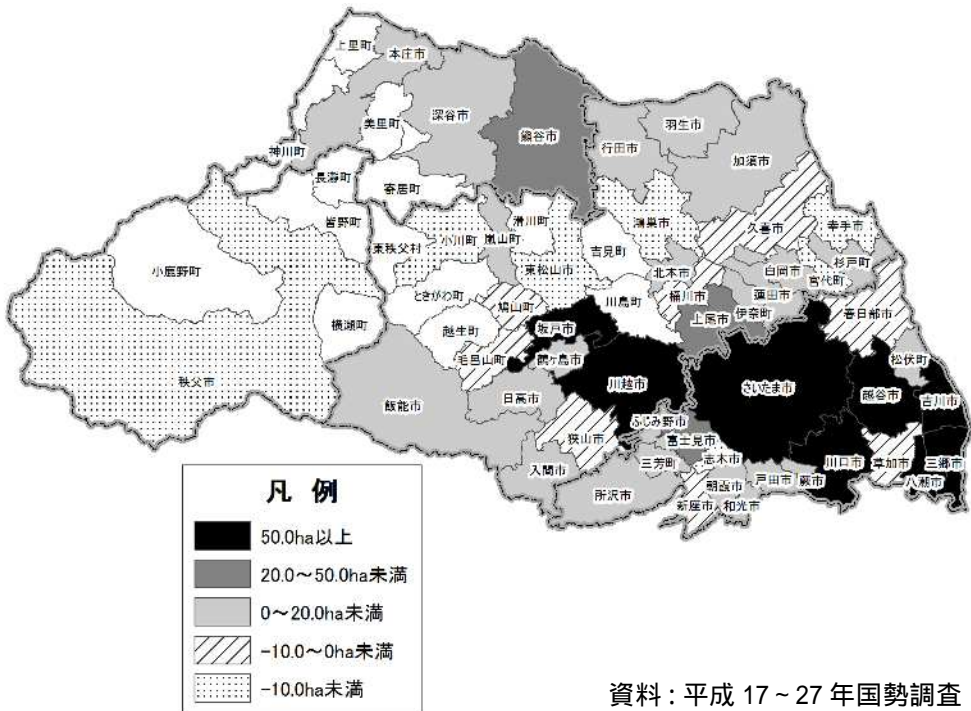 上里町
本庄市
神川町
美里町
深谷市
熊谷市
行田市
羽生市
加須市
長瀞町
皆野町
寄居町
小鹿野町
秩父市
横瀬町
東秩父村
小川町
嵐山町
滑川町
東松山市
吉見町
鴻巣市
久喜市
幸手市
杉戸町
宮代町
白岡市
蓮田市
北本市
桶川市
上尾市
伊奈町
春日部市
松伏町
ときがわ町
鳩山町
川島町
越生町
毛呂山町
坂戸市
鶴ヶ島市
川越市
さいたま市
越谷市
吉川市
飯能市
日高市
狭山市
入間市
所沢市
ふじみ野市
富士見市
三芳町
志木市
朝霞市
新座市
和光市
戸田市
蕨市
川口市
草加市
八潮市
三郷市
凡 例
50.0ha以上
20.0～50.0ha未満
0～20.0ha未満
-10.0～0ha未満
-10.0ha未満
資料：平成 17～27 年国勢調査